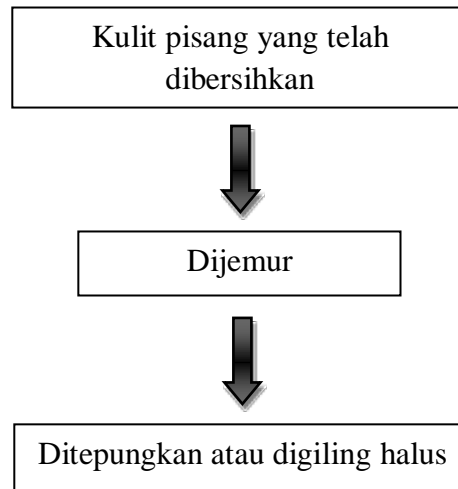 Kulit pisang yang telah
dibersihkan
Dijemur
Ditepungkan atau digiling halus